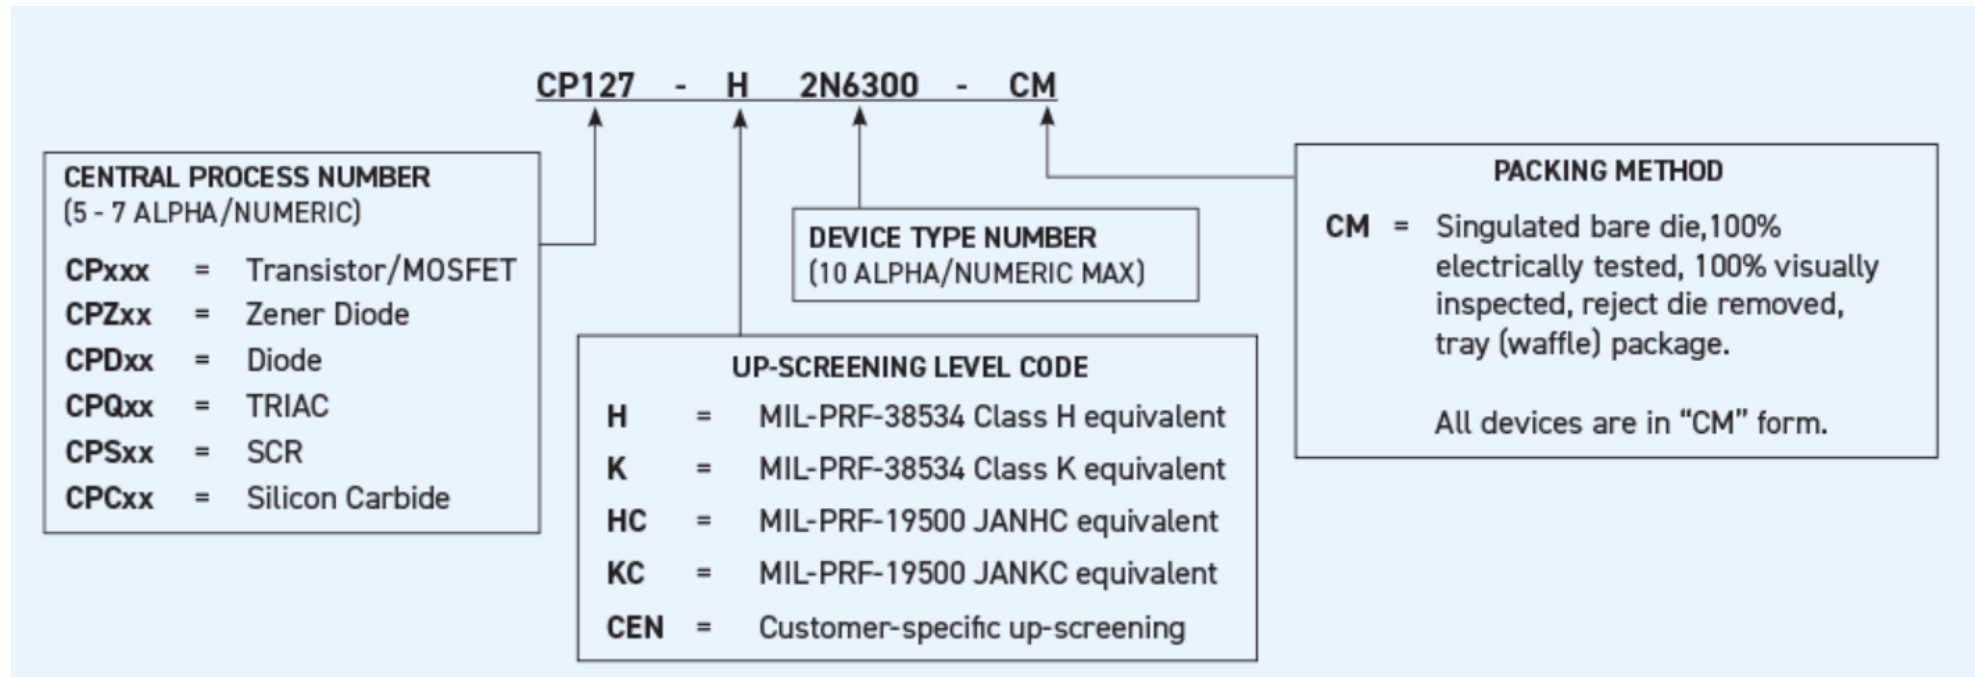 CP127 - H 2N6300 - CM
CENTRAL PROCESS NUMBER
(5 - 7 ALPHA/NUMERIC)
CPxxx = Transistor/MOSFET
CPZxx = Zener Diode
CPDxx = Diode
CPQxx = TRIAC
CPSxx = SCR
CPCxx = Silicon Carbide
DEVICE TYPE NUMBER
(10 ALPHA/NUMERIC MAX)
UP-SCREENING LEVEL CODE
H = MIL-PRF-38534 Class H equivalent
K = MIL-PRF-38534 Class K equivalent
HC = MIL-PRF-19500 JANHC equivalent
KC = MIL-PRF-19500 JANKC equivalent
CEN = Customer-specific up-screening
PACKING METHOD
CM = Singulated bare die,100%
electrically tested, 100% visually
inspected, reject die removed,
tray (waffle) package.
All devices are in “CM” form.